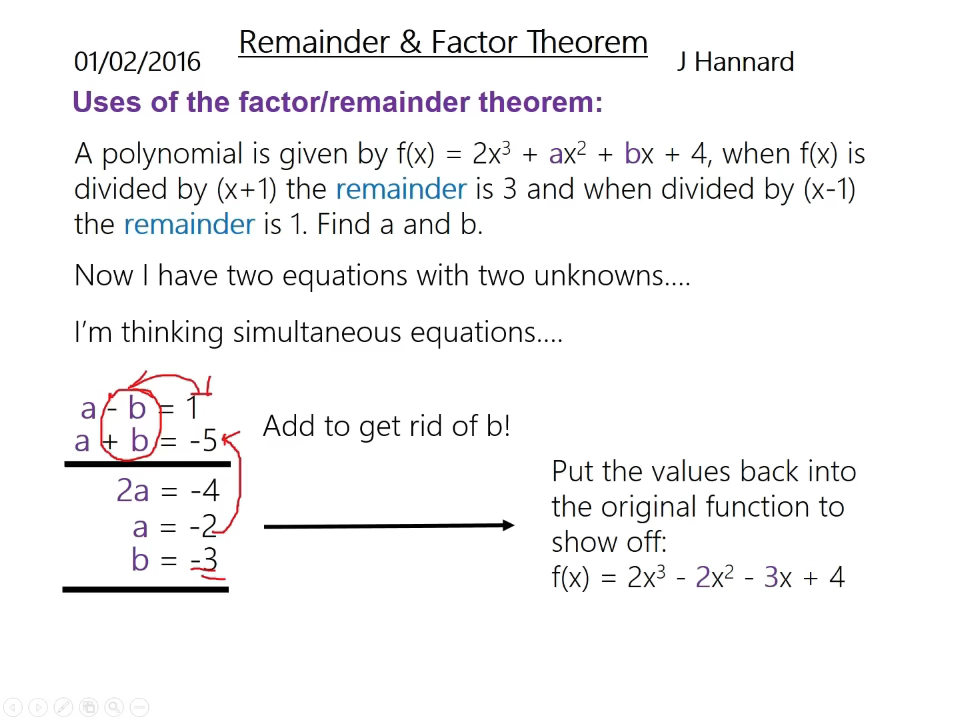 Remainder & Factor Theorem
01/02/2016
J Hannard
Uses of the factor/remainder theorem:
A polynomial is given by f(x) = 2x³ + ax² + bx + 4, when f(x) is
divided by (x+1) the remainder is 3 and when divided by (x-1)
the remainder is 1. Find a and b.
Now I have two equations with two unknowns....
I'm thinking simultaneous equations....
a - b = 1
a + b = -5
Add to get rid of b!
2a = -4
a = -2
b = -3
Put the values back into
the original function to
show off:
f(x) = 2x³ - 2x² - 3x + 4